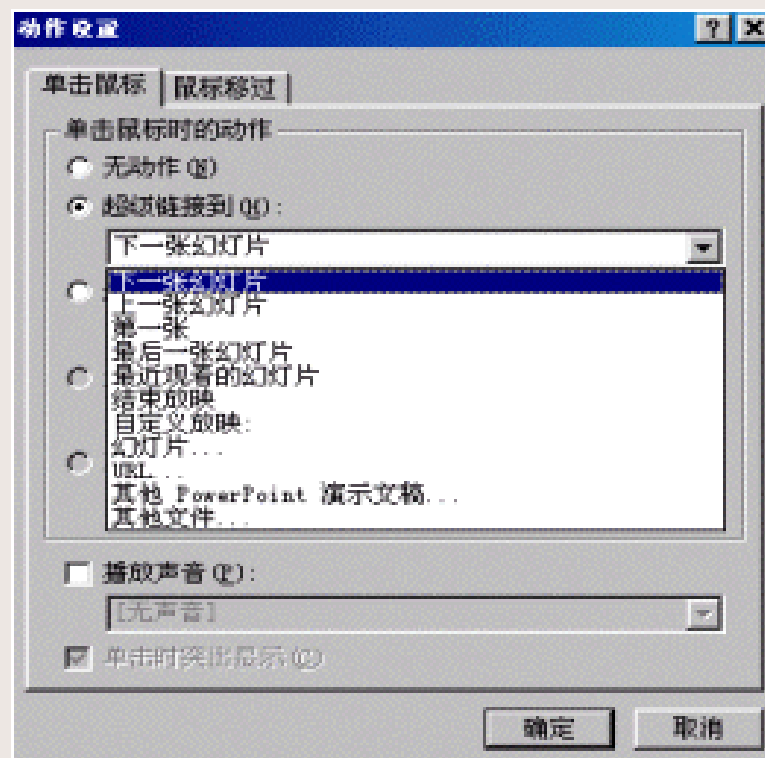 动作设置
单击鼠标 鼠标移过
单击鼠标时的动作
无动作(N)
超级链接到(H):
下一张幻灯片
下一张幻灯片
上一张幻灯片
第一张
最后一张幻灯片
最近观看的幻灯片
结束放映
自定义放映:
幻灯片...
URL...
其他 PowerPoint 演示文稿...
其他文件...
播放声音(P):
[无声音]
单击时突出显示(C)
确定 取消